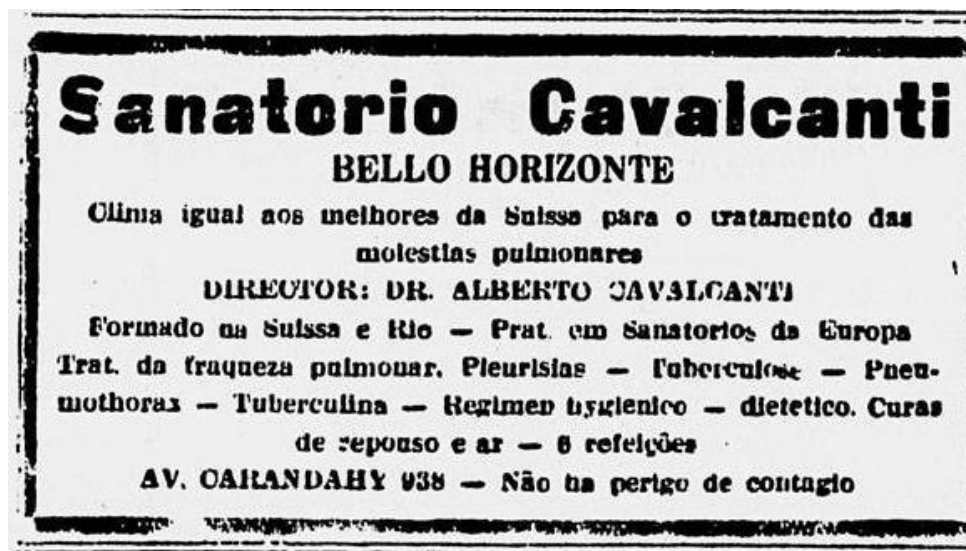 Sanatorio Cavalcanti
BELLO HORIZONTE
Clima igual aos melhores da Suissa para o tratamento das
molestias pulmonares
DIRECTOR: DR. ALBERTO CAVALCANTI
Formado na Suissa e Rio — Prat. em Sanatorios da Europa
Trat. da fraqueza pulmonar. Pleurisias — Tuberculose — Pneu-
mothorax — Tuberculina — Regimen hygienico — dietetico. Curas
de repouso e ar — 6 refeições
AV. CARANDAHY 938 — Não ha perigo de contagio